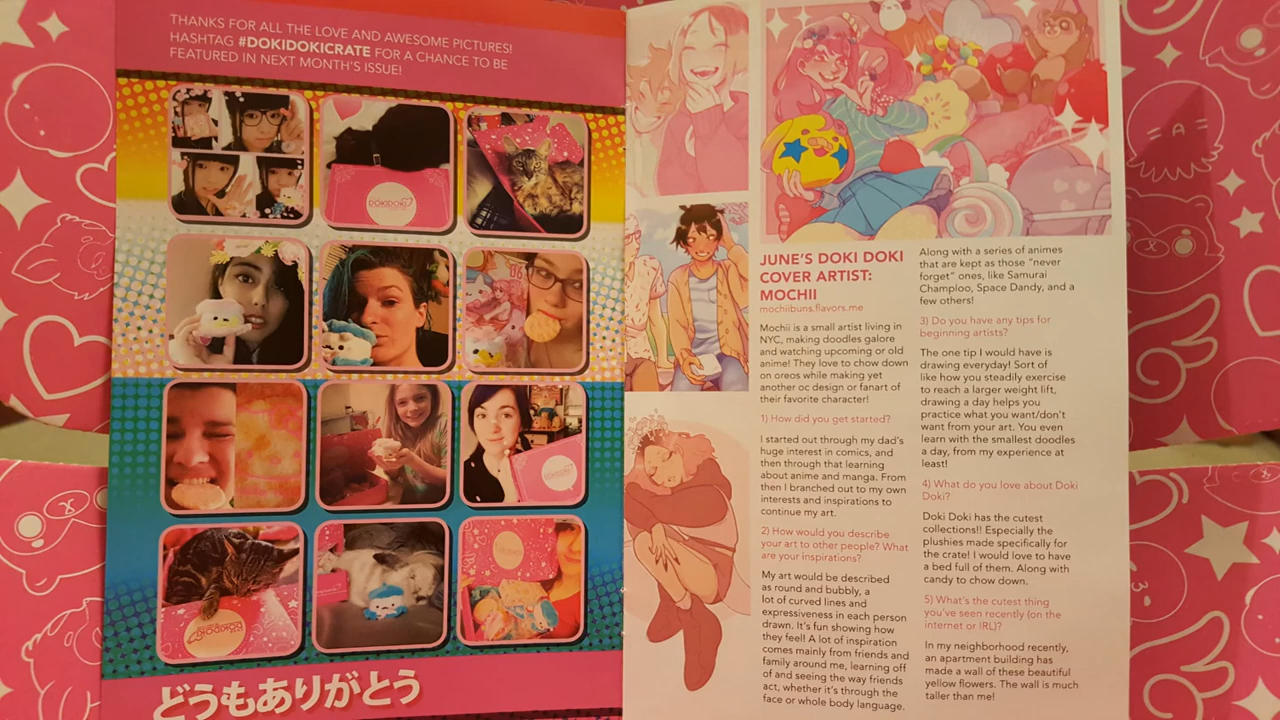 THANKS FOR ALL THE LOVE AND AWESOME PICTURES!
HASHTAG #DOKIDOKICRATE FOR A CHANCE TO BE
FEATURED IN NEXT MONTH'S ISSUE!
DOKIDOKI
DOKIDOKI
どうもありがとう
JUNE'S DOKI DOKI
COVER ARTIST:
MOCHII
mochiibuns.flavors.me
Mochii is a small artist living in
NYC, making doodles galore
and watching upcoming or old
anime! They love to chow down
on oreos while making yet
another oc design or fanart of
their favorite character!
1) How did you get started?
I started out through my dad's
huge interest in comics, and
then through that learning
about anime and manga. From
then I branched out to my own
interests and inspirations to
continue my art.
2) How would you describe
your art to other people? What
are your inspirations?
My art would be described
as round and bubbly, a
lot of curved lines and
expressiveness in each person
drawn. It's fun showing how
they feel! A lot of inspiration
comes mainly from friends and
family around me, learning off
of and seeing the way friends
act, whether it's through the
face or whole body language.
Along with a series of animes
that are kept as those "never
forget" ones, like Samurai
Champloo, Space Dandy, and a
few others!
3) Do you have any tips for
beginning artists?
The one tip I would have is
drawing everyday! Sort of
like how you steadily exercise
to reach a larger weight lift,
drawing a day helps you
practice what you want/don't
want from your art. You even
learn with the smallest doodles
a day, from my experience at
least!
4) What do you love about Doki
Doki?
Doki Doki has the cutest
collections!! Especially the
plushies made specifically for
the crate! I would love to have
a bed full of them. Along with
candy to chow down.
5) What's the cutest thing
you've seen recently (on the
internet or IRL)?
In my neighborhood recently,
an apartment building has
made a wall of these beautiful
yellow flowers. The wall is much
taller than me!